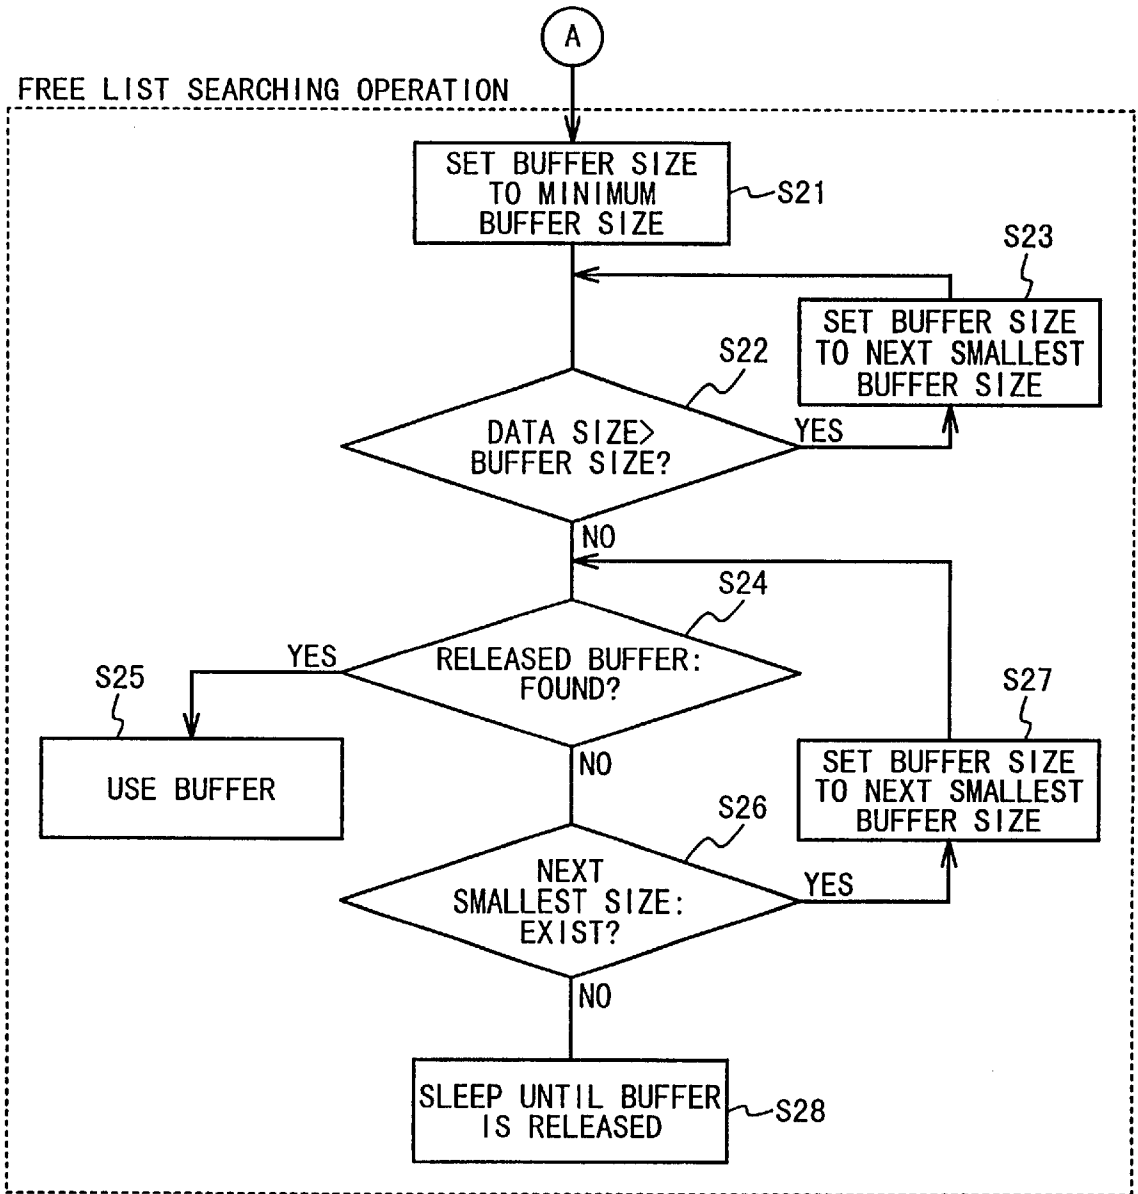 A
FREE LIST SEARCHING OPERATION
SET BUFFER SIZE
TO MINIMUM
BUFFER SIZE
S21
S23
SET BUFFER SIZE
TO NEXT SMALLEST
BUFFER SIZE
S22
DATA SIZE>
BUFFER SIZE?
YES
NO
S24
RELEASED BUFFER:
FOUND?
YES
S25
USE BUFFER
NO
S27
SET BUFFER SIZE
TO NEXT SMALLEST
BUFFER SIZE
S26
NEXT
SMALLEST SIZE:
EXIST?
YES
NO
SLEEP UNTIL BUFFER
IS RELEASED
S28